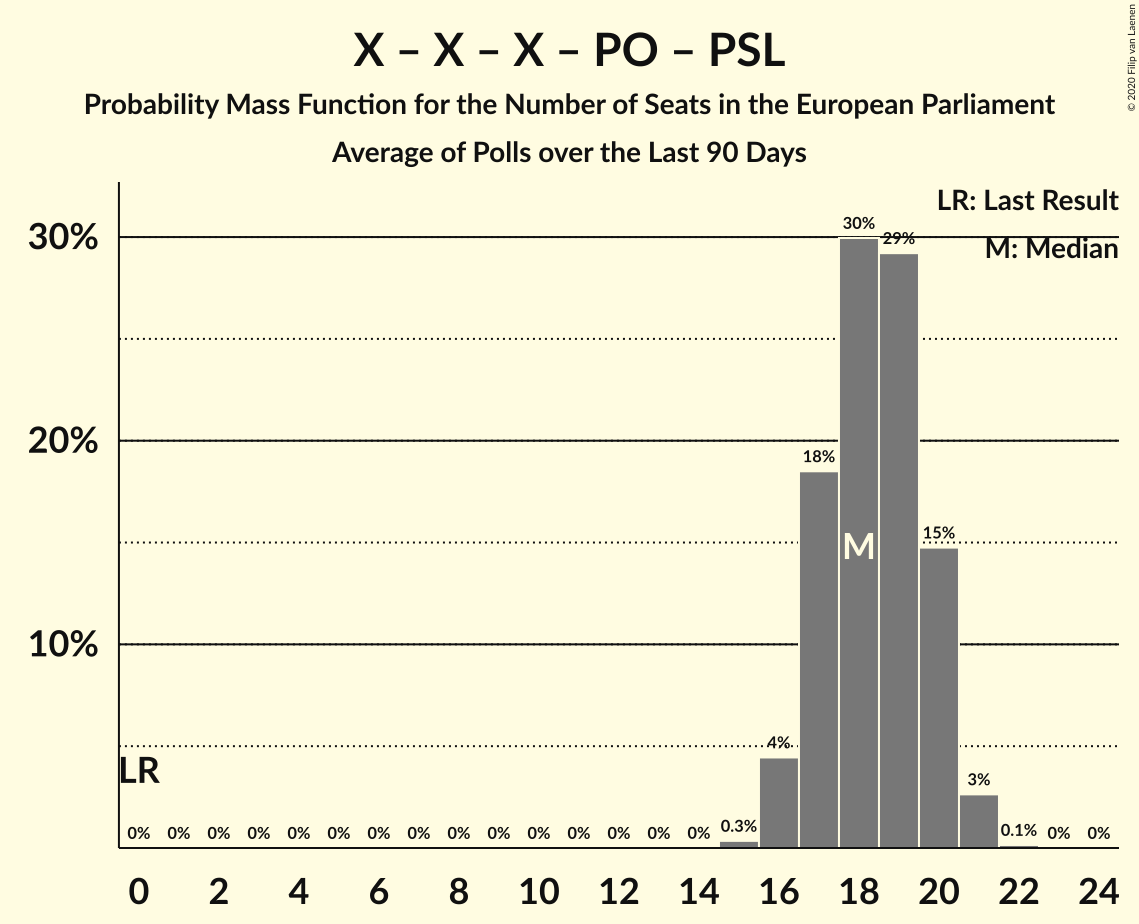 X – X – X – PO – PSL
Probability Mass Function for the Number of Seats in the European Parliament
Average of Polls over the Last 90 Days
© 2020 Filip van Laenen
LR: Last Result
M: Median
30%
20%
10%
30%
29%
18%
15%
M
4%
3%
LR
0% 0% 0% 0% 0% 0% 0% 0% 0% 0% 0% 0% 0% 0% 0% 0.3% 0.1% 0% 0%
0 2 4 6 8 10 12 14 16 18 20 22 24